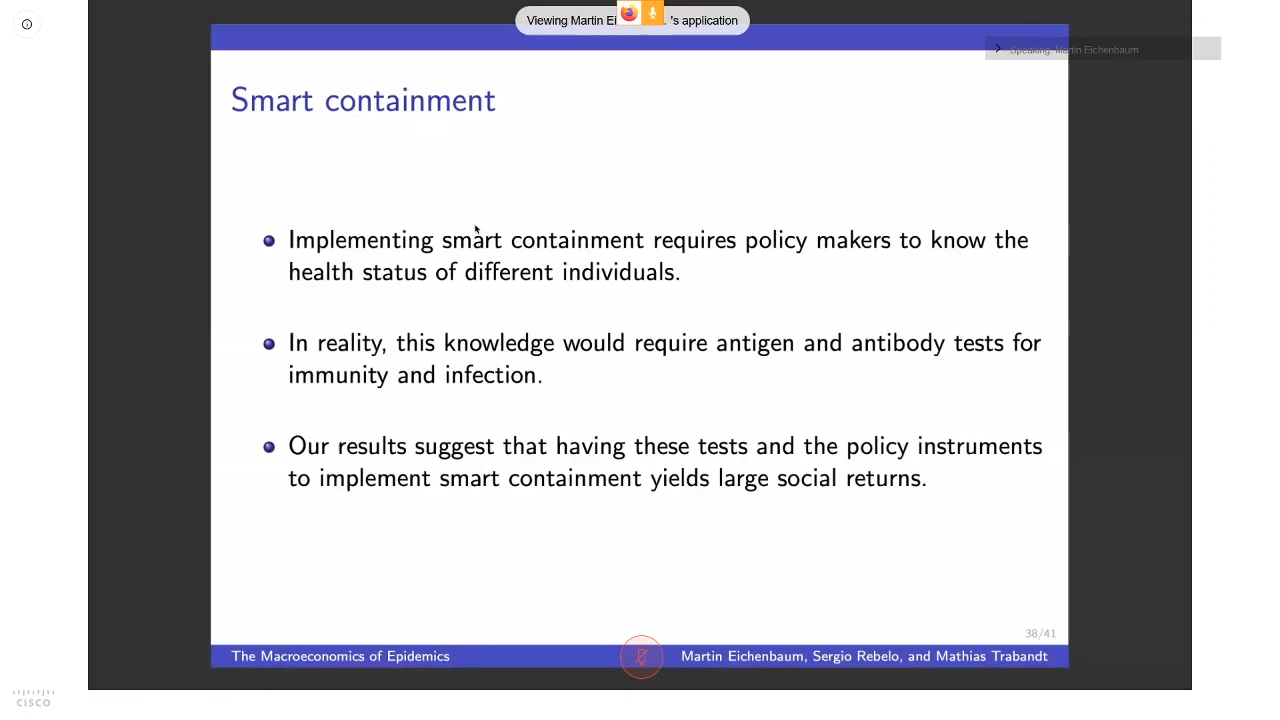 Viewing Martin Ei 's application
Speaking: Martin Eichenbaum
Smart containment
Implementing smart containment requires policy makers to know the
health status of different individuals.
In reality, this knowledge would require antigen and antibody tests for
immunity and infection.
Our results suggest that having these tests and the policy instruments
to implement smart containment yields large social returns.
38/41
The Macroeconomics of Epidemics
Martin Eichenbaum, Sergio Rebelo, and Mathias Trabandt
CISCO